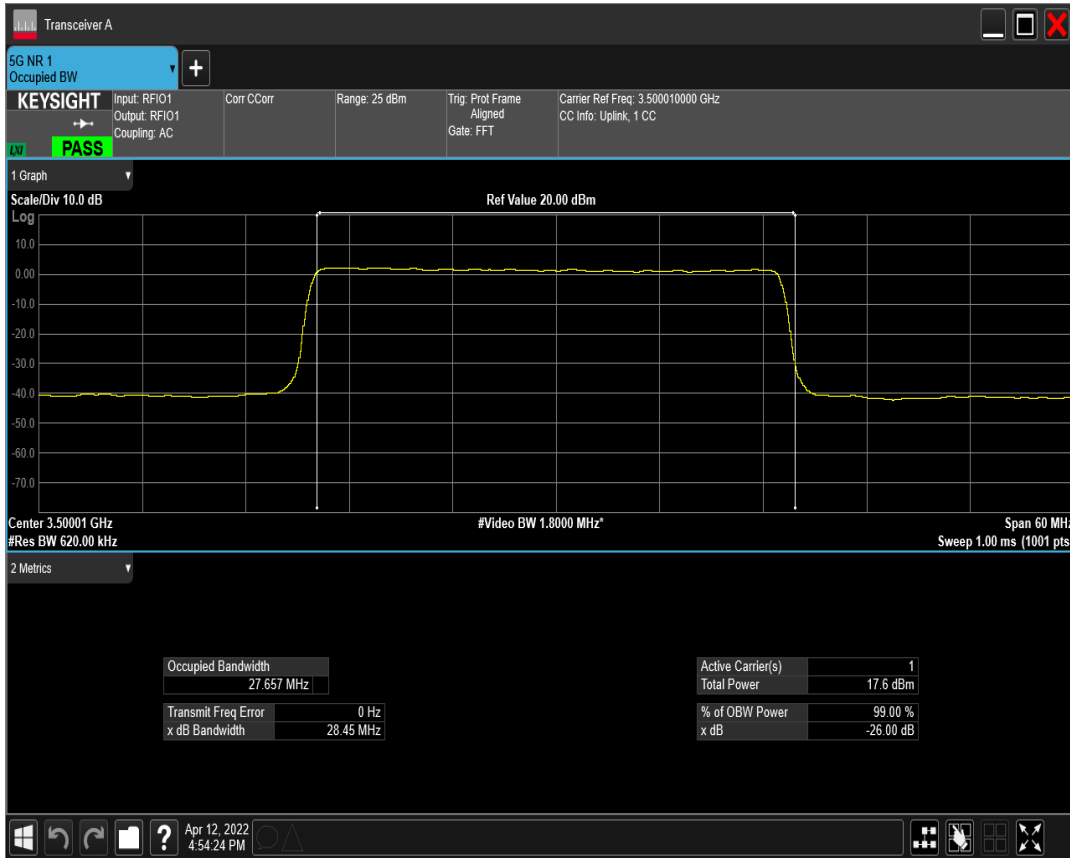 Transceiver A
5G NR 1
Occupied BW
+
KEYSIGHT
LXI
PASS
Input: RFIO1
Output: RFIO1
Coupling: AC
Corr CCorr
Range: 25 dBm
Trig: Prot Frame
Aligned
Gate: FFT
Carrier Ref Freq: 3.500010000 GHz
CC Info: Uplink, 1 CC
1 Graph
Scale/Div 10.0 dB
Ref Value 20.00 dBm
Log
10.0
0.00
-10.0
-20.0
-30.0
-40.0
-50.0
-60.0
-70.0
Center 3.50001 GHz
#Video BW 1.8000 MHz*
Span 60 MHz
#Res BW 620.00 kHz
Sweep 1.00 ms (1001 pts
2 Metrics
Occupied Bandwidth
27.657 MHz
Transmit Freq Error 0 Hz
x dB Bandwidth 28.45 MHz
Active Carrier(s) 1
Total Power 17.6 dBm
% of OBW Power 99.00 %
x dB -26.00 dB
?
Apr 12, 2022
4:54:24 PM